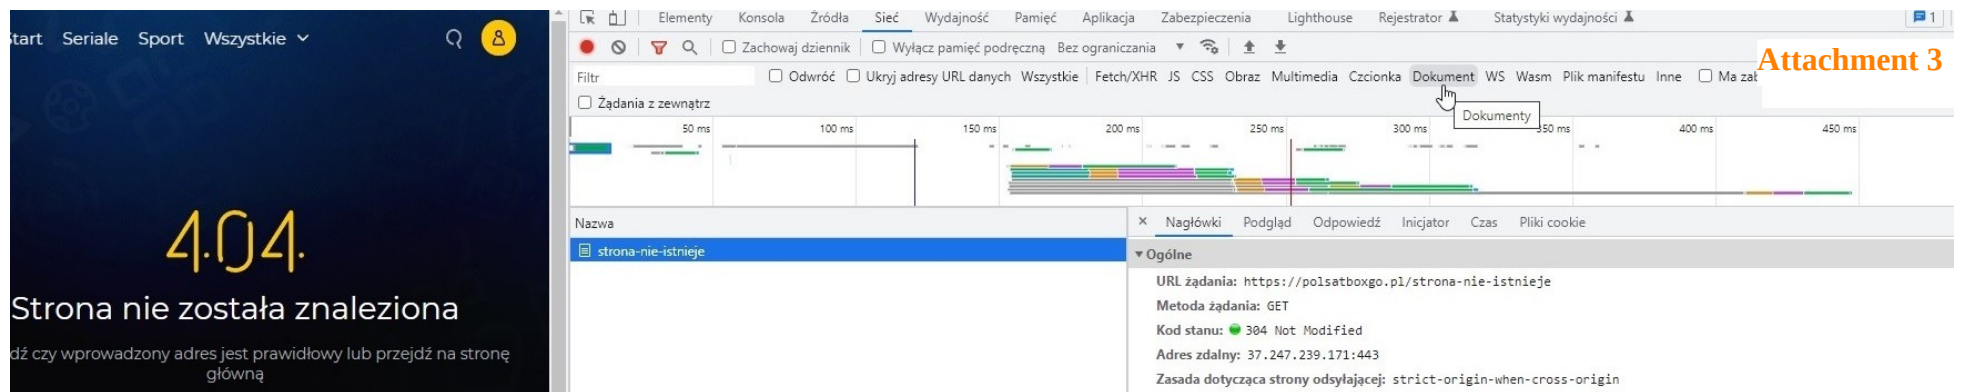 Start Seriale Sport Wszystkie
404
Strona nie została znaleziona
dź czy wprowadzony adres jest prawidłowy lub przejdź na stronę
główną
Elementy Konsola Źródła Sieć Wydajność Pamięć Aplikacja Zabezpieczenia Lighthouse Rejestrator Statystyki wydajności 1
Zachowaj dziennik Wyłącz pamięć podręczną Bez ograniczania
Attachment 3
Filtr Odwróć Ukryj adresy URL danych Wszystkie Fetch/XHR JS CSS Obraz Multimedia Czcionka Dokument WS Wasm Plik manifestu Inne Ma zab
Żądania z zewnątrz
Dokumenty
50 ms 100 ms 150 ms 200 ms 250 ms 300 ms 350 ms 400 ms 450 ms
Nazwa
strona-nie-istnieje
× Nagłówki Podgląd Odpowiedź Inicjator Czas Pliki cookie
Ogólne
URL żądania: https://polsatboxgo.pl/strona-nie-istnieje
Metoda żądania: GET
Kod stanu: 304 Not Modified
Adres zdalny: 37.247.239.171:443
Zasada dotycząca strony odsyłającej: strict-origin-when-cross-origin